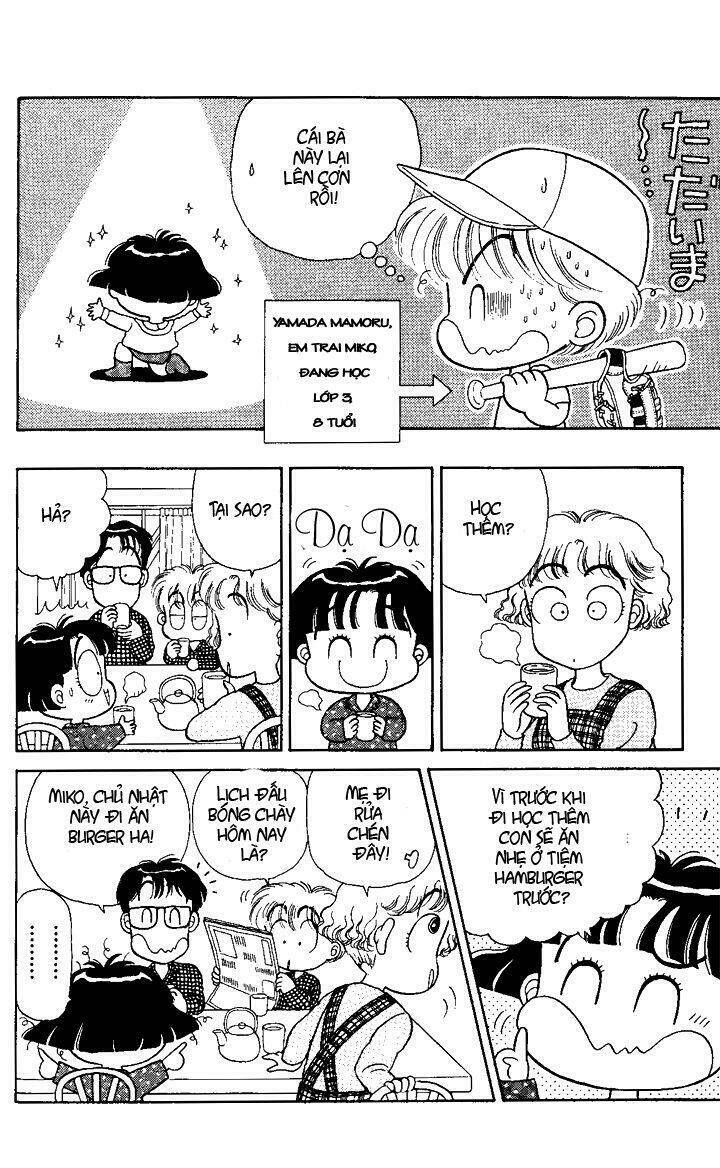 ただいま
CÁI BÀ
NÀY LẠI
LÊN CƠN
RỒI!
YAMADA MAMORU,
EM TRAI MIKO,
ĐANG HỌC
LỚP 3,
8 TUỔI
HỌC
THÊM?
Dạ Dạ
TẠI SAO?
HẢ?
VÌ TRƯỚC KHI
ĐI HỌC THÊM
CON SẼ ĂN
NHẸ Ở TIỆM
HAMBURGER
TRƯỚC?
MẸ ĐI
RỬA
CHÉN
ĐÂY!
LỊCH ĐẤU
BÓNG CHÀY
HÔM NAY
LÀ?
MIKO, CHỦ NHẬT
NÀY ĐI ĂN
BURGER HA!